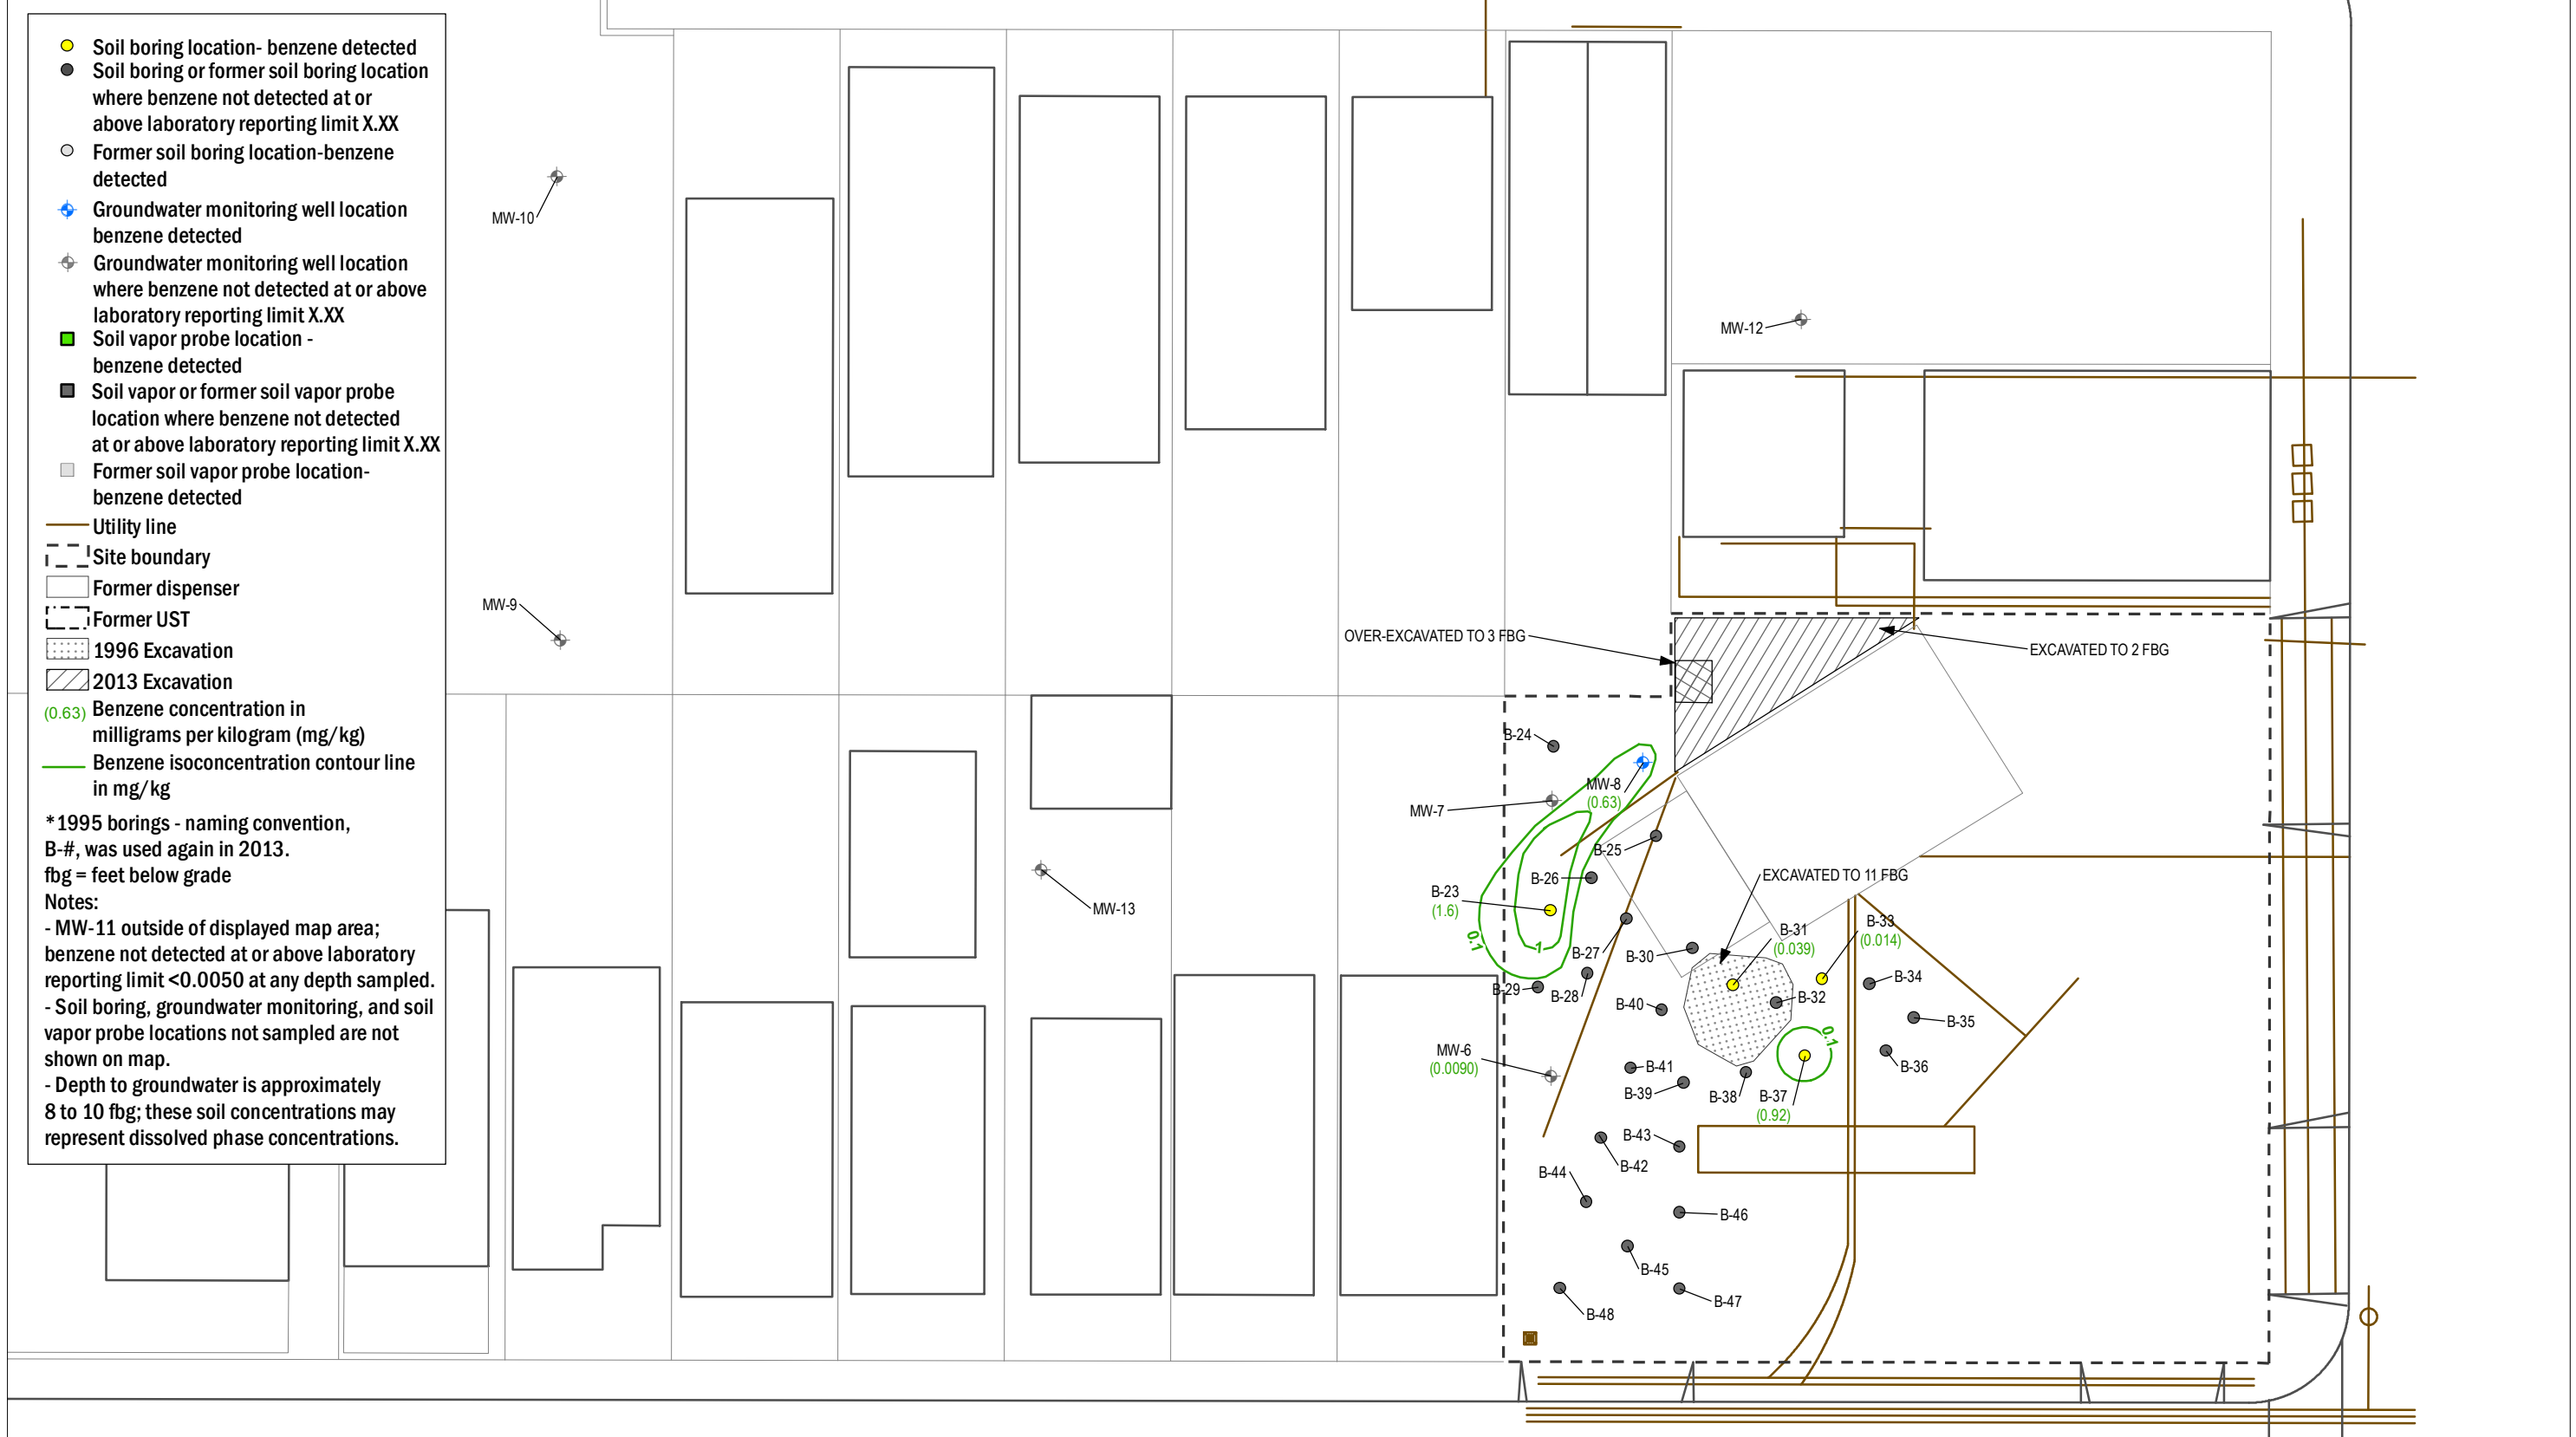 Soil boring location- benzene detected
Soil boring or former soil boring location
where benzene not detected at or
above laboratory reporting limit X.XX
Former soil boring location-benzene
detected
Groundwater monitoring well location
benzene detected
Groundwater monitoring well location
where benzene not detected at or above
laboratory reporting limit X.XX
Soil vapor probe location -
benzene detected
Soil vapor or former soil vapor probe
location where benzene not detected
at or above laboratory reporting limit X.XX
Former soil vapor probe location-
benzene detected
Utility line
Site boundary
Former dispenser
Former UST
1996 Excavation
2013 Excavation
(0.63) Benzene concentration in
milligrams per kilogram (mg/kg)
Benzene isoconcentration contour line
in mg/kg
*1995 borings - naming convention,
B-#, was used again in 2013.
fbg = feet below grade
Notes:
- MW-11 outside of displayed map area;
benzene not detected at or above laboratory
reporting limit <0.0050 at any depth sampled.
- Soil boring, groundwater monitoring, and soil
vapor probe locations not sampled are not
shown on map.
- Depth to groundwater is approximately
8 to 10 fbg; these soil concentrations may
represent dissolved phase concentrations.
MW-10
MW-12
MW-9
OVER-EXCAVATED TO 3 FBG
EXCAVATED TO 2 FBG
B-24
MW-8
(0.63)
MW-7
B-25
B-26
EXCAVATED TO 11 FBG
B-23
(1.6)
MW-13
0.1
1
B-27
B-30
B-31
(0.039)
B-33
(0.014)
B-29
B-28
B-34
B-32
B-40
B-35
0.1
MW-6
(0.0090)
B-41
B-36
B-39
B-38
B-37
(0.92)
B-43
B-42
B-44
B-46
B-45
B-47
B-48